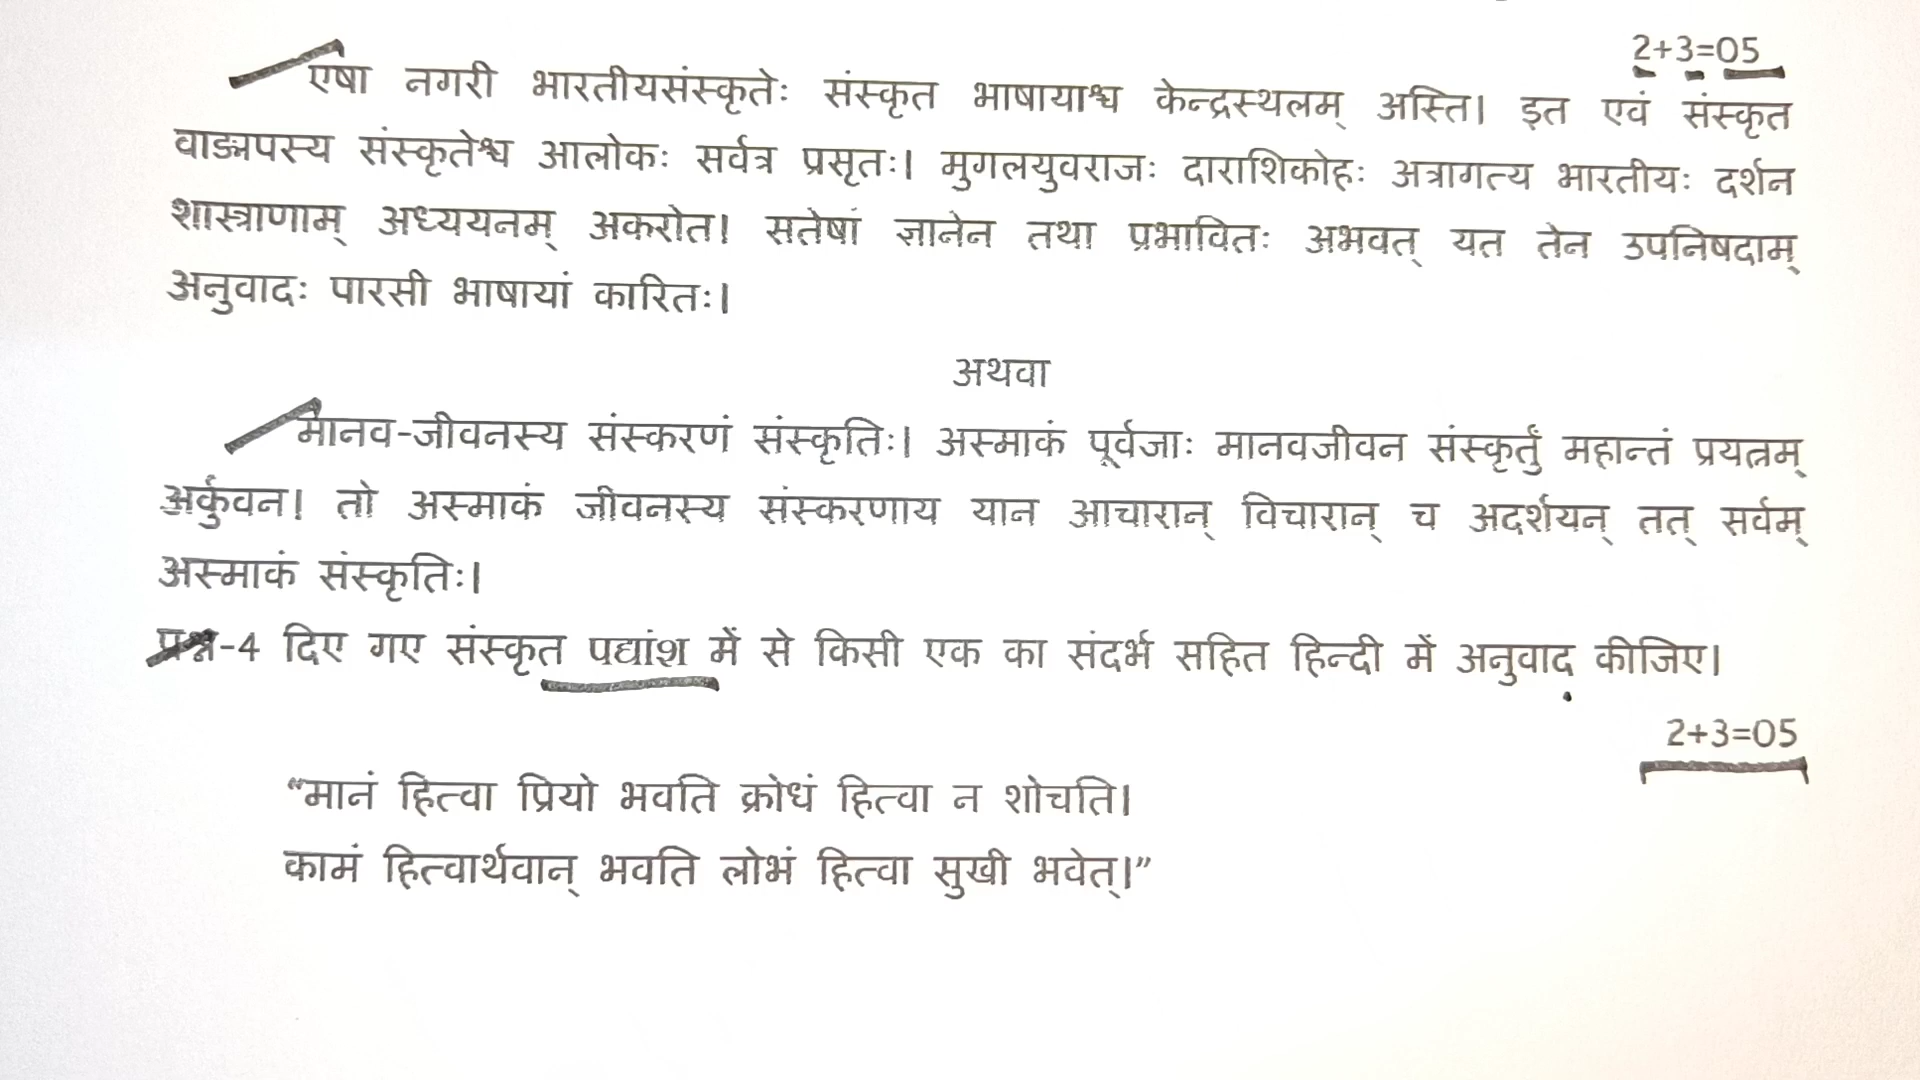 2+3=05
एषा नगरी भारतीयसंस्कृतेः संस्कृत भाषायाश्च केन्द्रस्थलम् अस्ति। इत एवं संस्कृत
वाङ्मपस्य संस्कृतेश्च आलोकः सर्वत्र प्रसृतः। मुगलयुवराजः दाराशिकोहः अत्रागत्य भारतीयः दर्शन
शास्त्राणाम् अध्ययनम् अकरोत। सतेषां ज्ञानेन तथा प्रभावितः अभवत् यत तेन उपनिषदाम्
अनुवादः पारसी भाषायां कारितः।
अथवा
मानव-जीवनस्य संस्करणं संस्कृतिः। अस्माकं पूर्वजाः मानवजीवन संस्कृर्तुं महान्तं प्रयत्नम्
अर्कुवन। तो अस्माकं जीवनस्य संस्करणाय यान आचारान् विचारान् च अदर्शयन् तत् सर्वम्
अस्माकं संस्कृतिः।
प्रश्न-4 दिए गए संस्कृत पद्यांश में से किसी एक का संदर्भ सहित हिन्दी में अनुवाद कीजिए।
2+3=05
“मानं हित्वा प्रियो भवति क्रोधं हित्वा न शोचति।
कामं हित्वार्थवान् भवति लोभं हित्वा सुखी भवेत्।”